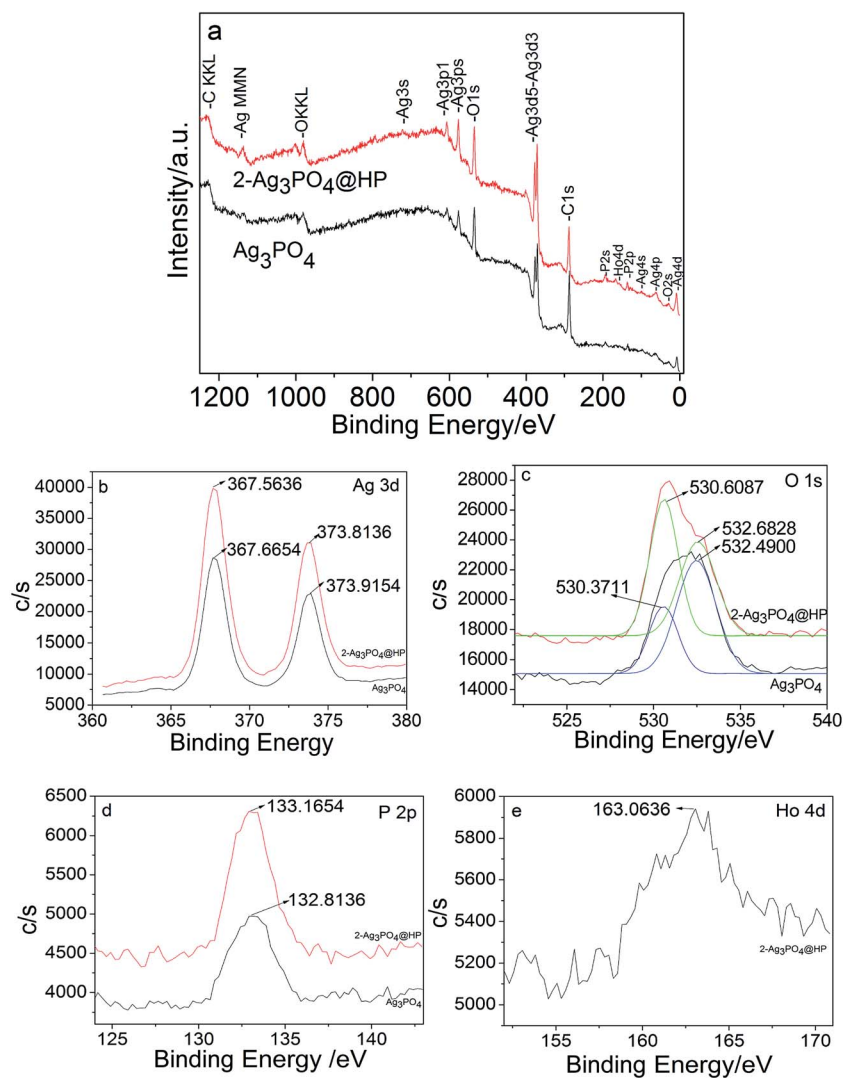 a
-C KKL
-Ag MMN
-OKKL
-Ag3s
-Ag3p1
-Ag3ps
-O1s
-Ag3d5-Ag3d3
-C1s
-P2s
-Ho4d
-P2p
-Ag4s
-Ag4p
-O2s
-Ag4d
2-Ag3PO4@HP
Ag3PO4
Intensity/a.u.
1200 1000 800 600 400 200 0
Binding Energy/eV
b
Ag 3d
40000
35000
30000
25000
20000
15000
10000
5000
c/s
367.5636
373.8136
367.6654
373.9154
2-Ag3PO4@HP
Ag3PO4
360 365 370 375 380
Binding Energy
c
O 1s
28000
26000
24000
22000
20000
18000
16000
14000
c/s
530.6087
532.6828
532.4900
530.3711
2-Ag3PO4@HP
Ag3PO4
525 530 535 540
Binding Energy/eV
d
P 2p
6500
6000
5500
5000
4500
4000
c/s
133.1654
132.8136
2-Ag3PO4@HP
Ag3PO4
125 130 135 140
Binding Energy /eV
e
Ho 4d
6000
5800
5600
5400
5200
5000
c/s
163.0636
2-Ag3PO4@HP
155 160 165 170
Binding Energy/eV